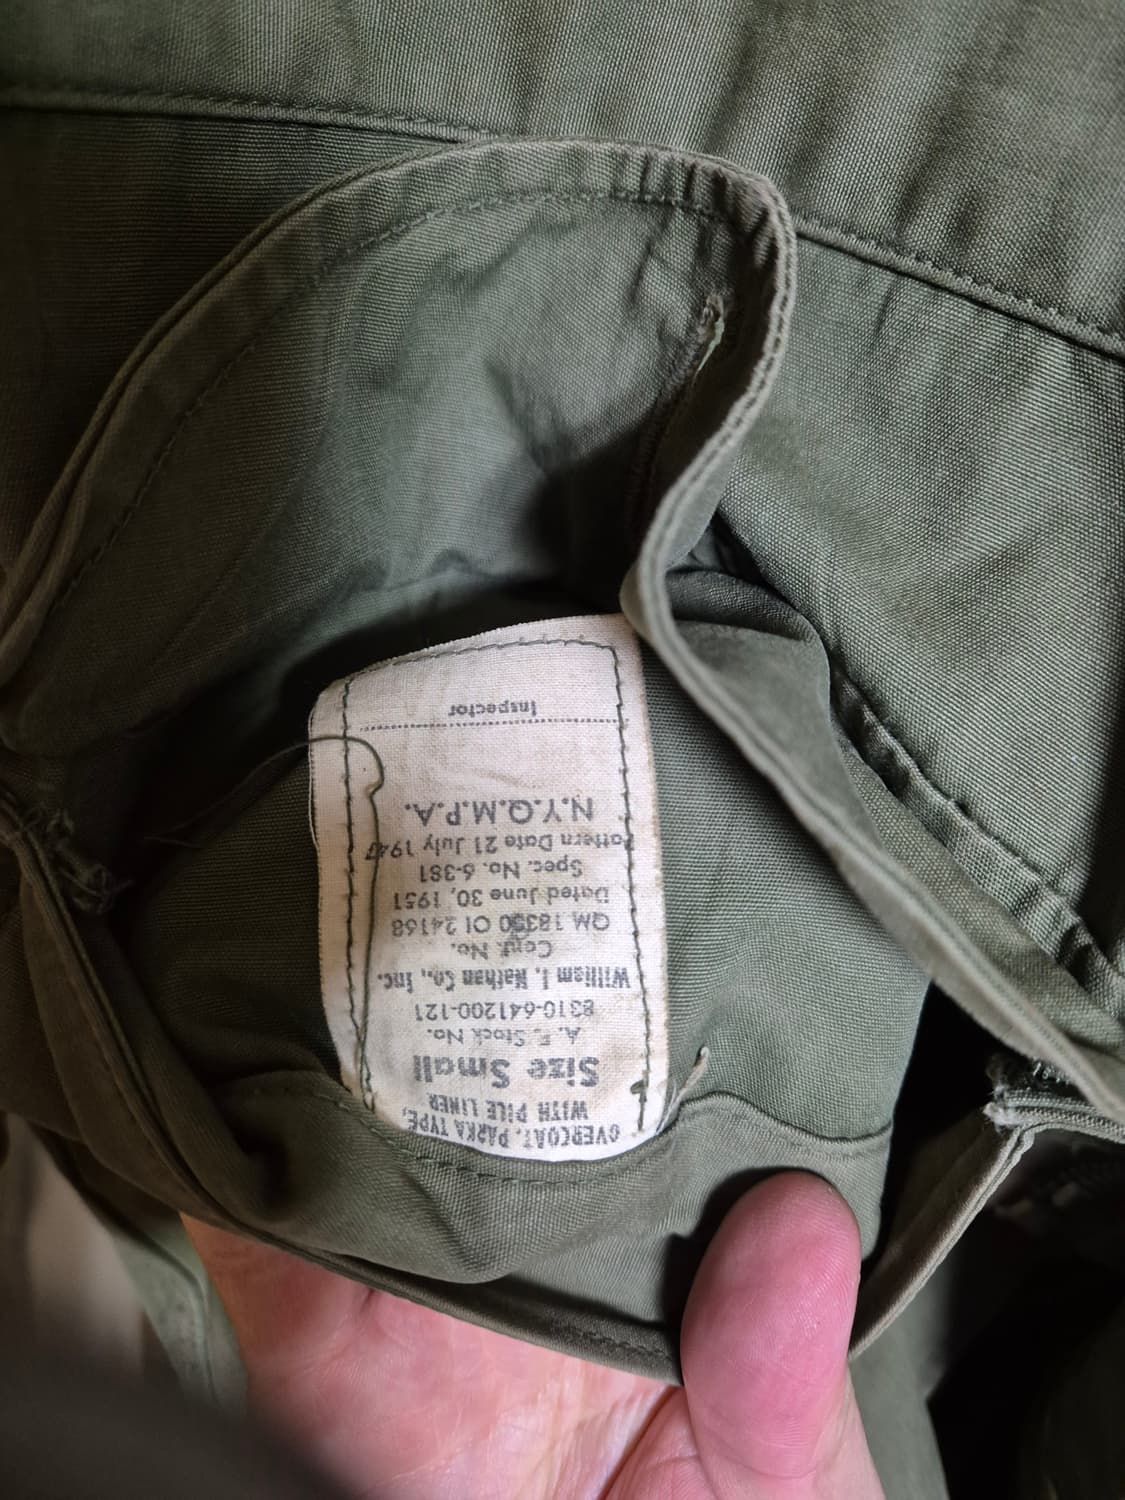 OVERCOAT, PARKA TYPE,
WITH PILE LINER
Size Small
A. F. Stock No.
8310-641200-121
William I. Nathan Co., Inc.
Cont. No.
QM 18350 OI 24168
Dated June 30, 1951
Spec. No. 6-381
Pattern Date 21 July 1947
N.Y.Q.M.P.A.
Inspector